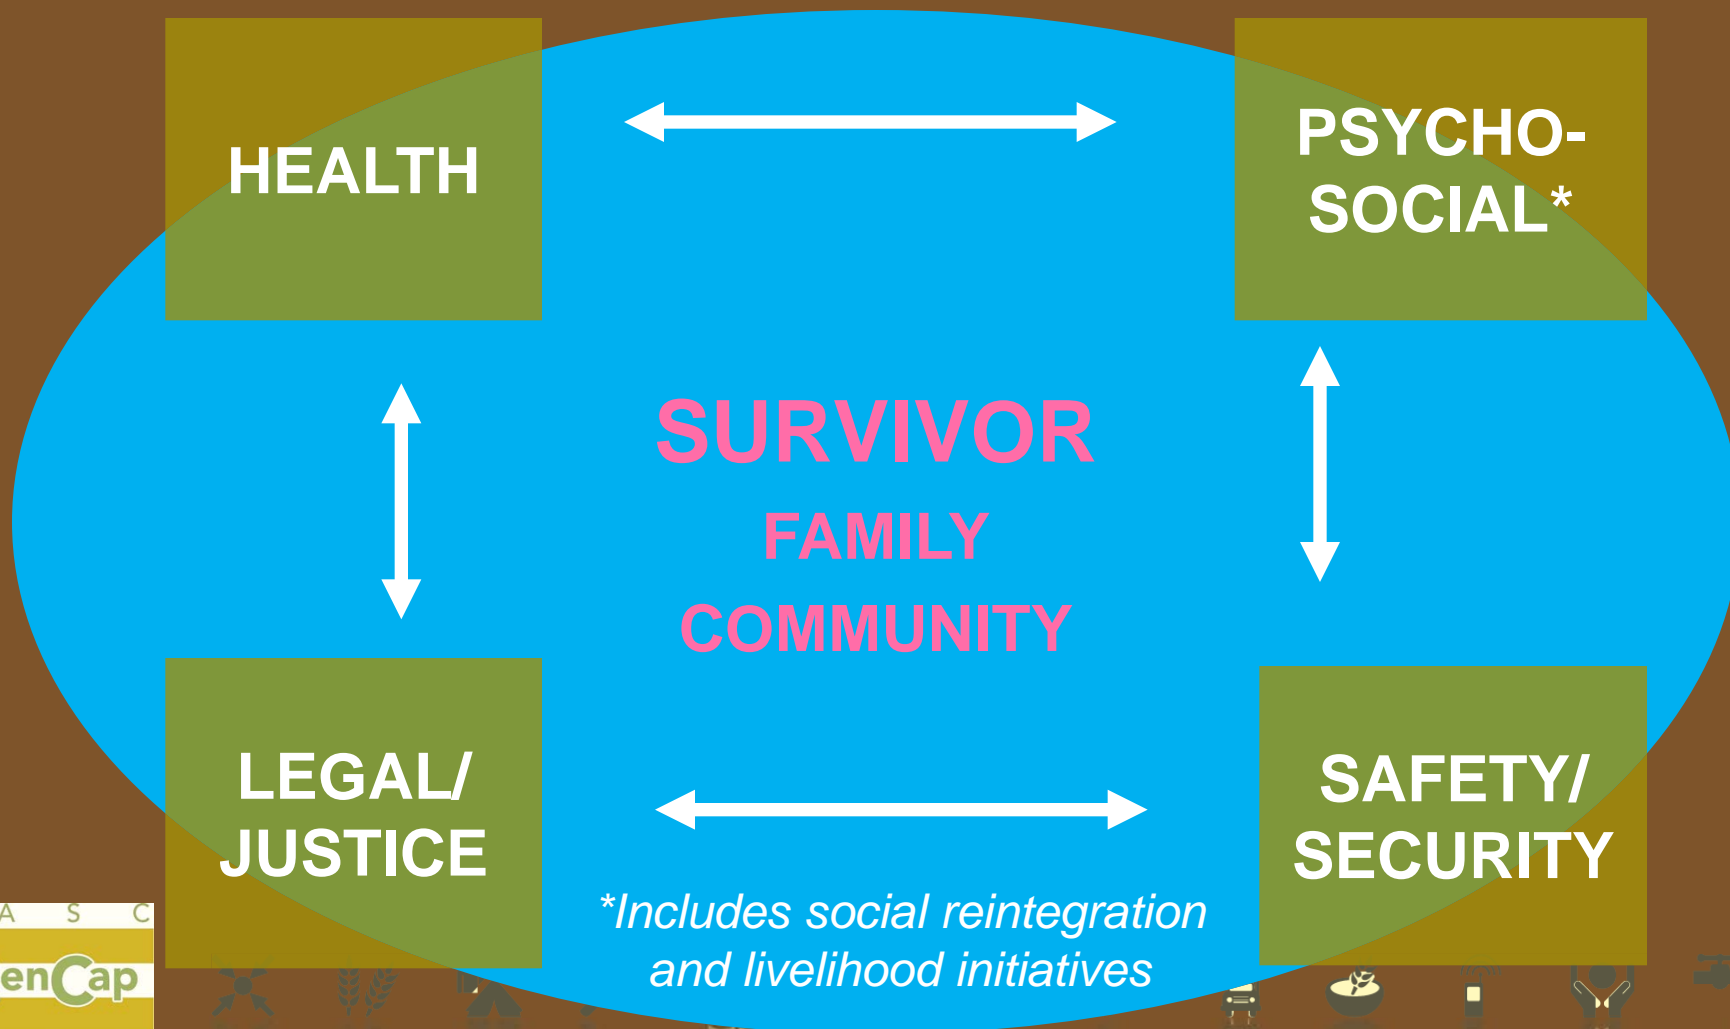 HEALTH
PSYCHO-
SOCIAL*
SURVIVOR
FAMILY
COMMUNITY
LEGAL/
JUSTICE
SAFETY/
SECURITY
*Includes social reintegration
and livelihood initiatives
A S C
enCap